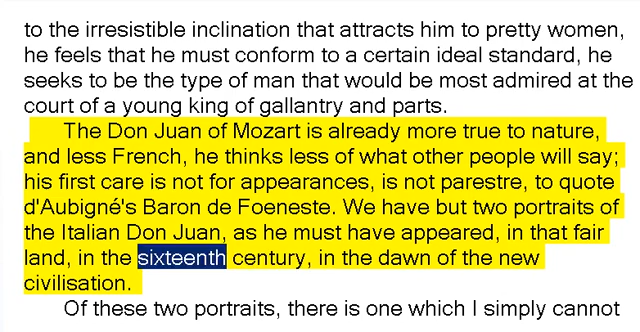 to the irresistible inclination that attracts him to pretty women,
he feels that he must conform to a certain ideal standard, he
seeks to be the type of man that would be most admired at the
court of a young king of gallantry and parts.
The Don Juan of Mozart is already more true to nature,
and less French, he thinks less of what other people will say;
his first care is not for appearances, is not parestre, to quote
d'Aubigné's Baron de Foeneste. We have but two portraits of
the Italian Don Juan, as he must have appeared, in that fair
land, in the sixteenth century, in the dawn of the new
civilisation.
Of these two portraits, there is one which I simply cannot